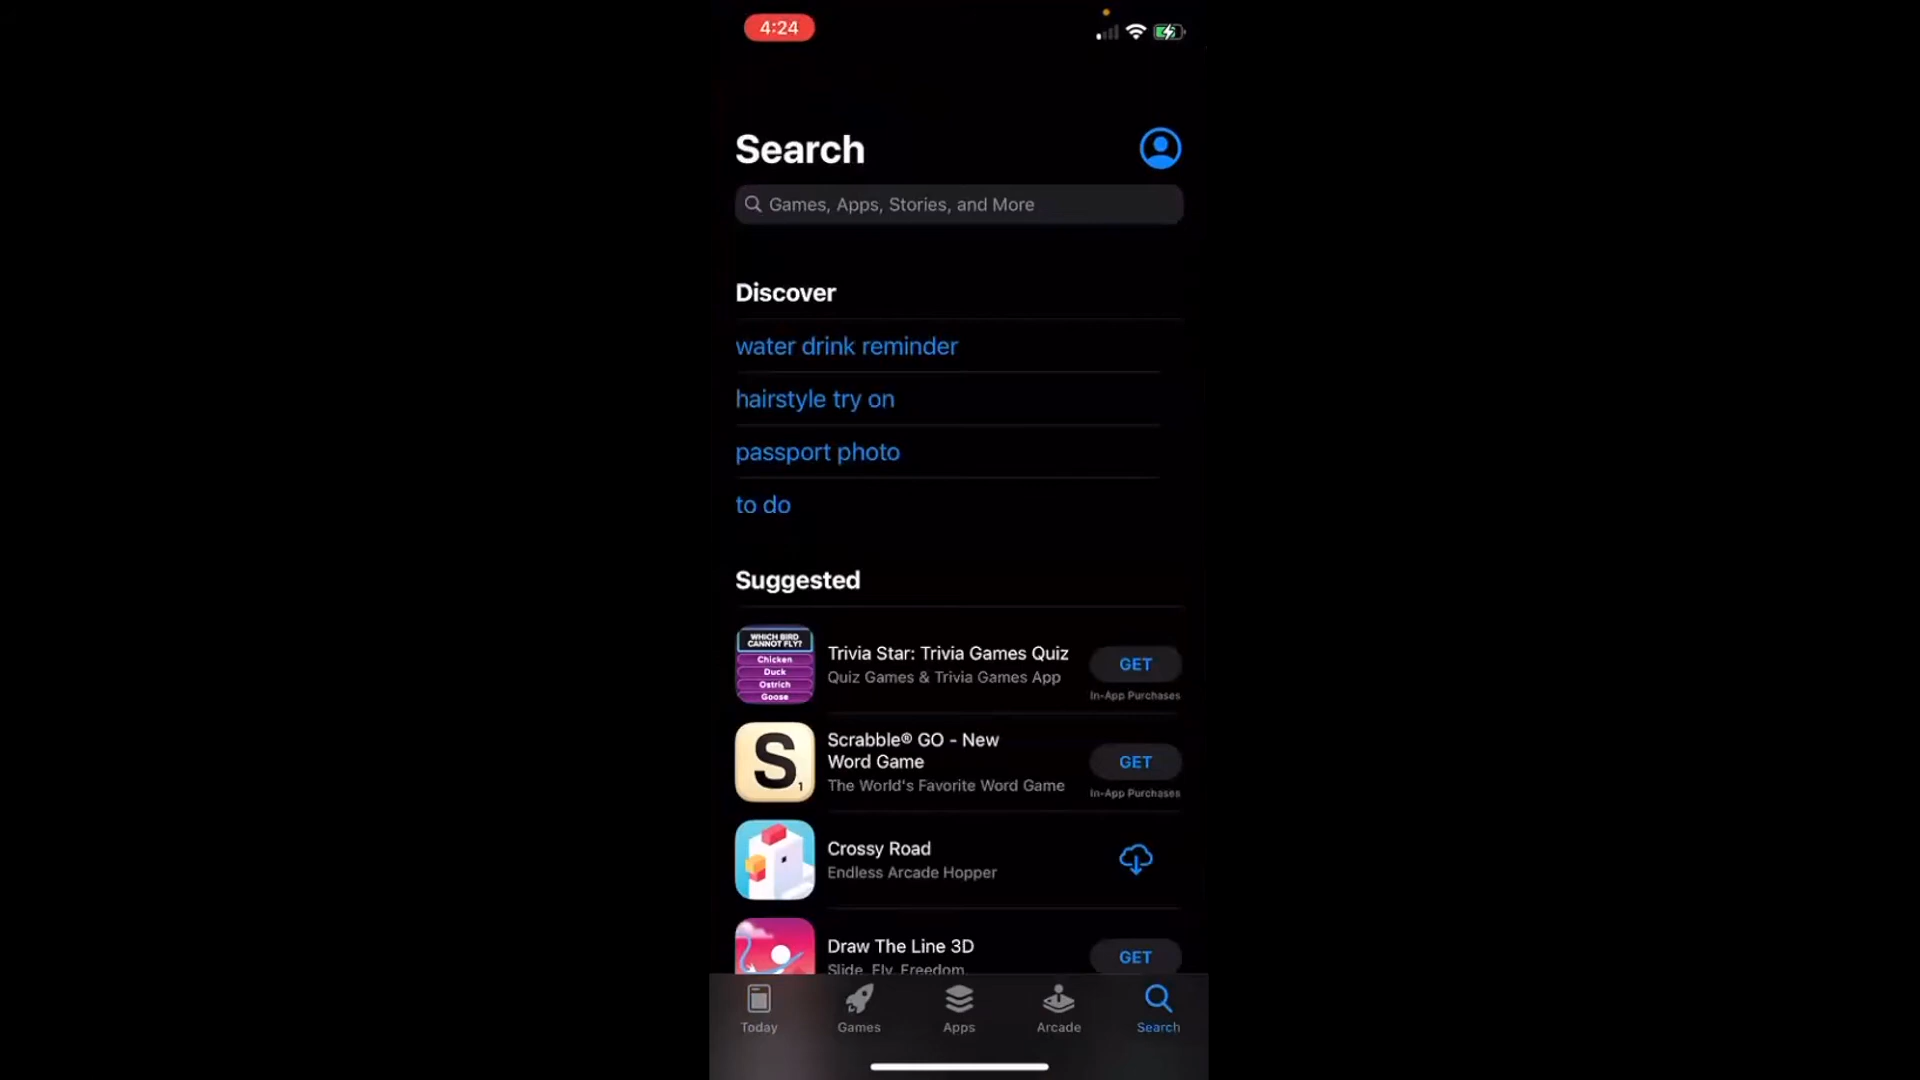 4:24
Search
Games, Apps, Stories, and More
Discover
water drink reminder
hairstyle try on
passport photo
to do
Suggested
WHICH BIRD
CANNOT FLY?
Chicken
Duck
Ostrich
Goose
Trivia Star: Trivia Games Quiz
Quiz Games & Trivia Games App
GET
In-App Purchases
S1
Scrabble® GO - New
Word Game
The World's Favorite Word Game
GET
In-App Purchases
Crossy Road
Endless Arcade Hopper
Draw The Line 3D
Slide, Fly, Freedom.
GET
Today
Games
Apps
Arcade
Search